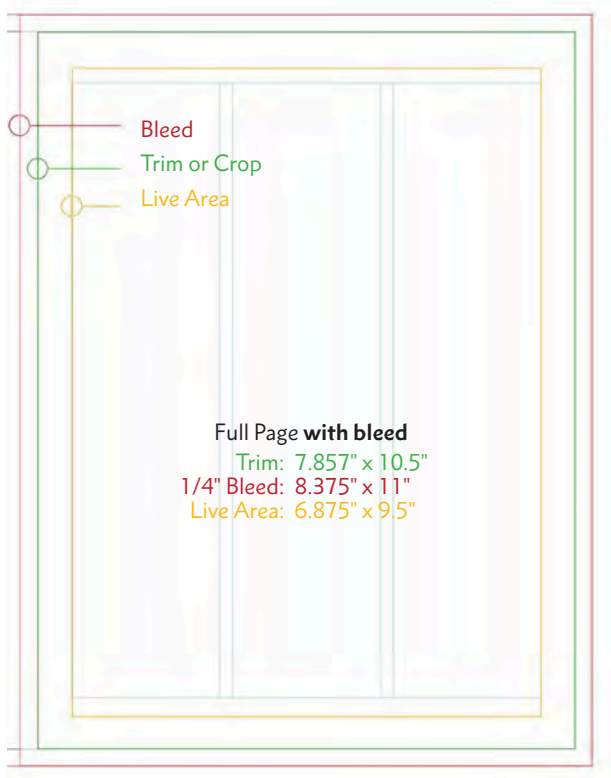 Bleed
Trim or Crop
Live Area
Full Page with bleed
Trim: 7.857" x 10.5"
1/4" Bleed: 8.375" x 11"
Live Area: 6.875" x 9.5"